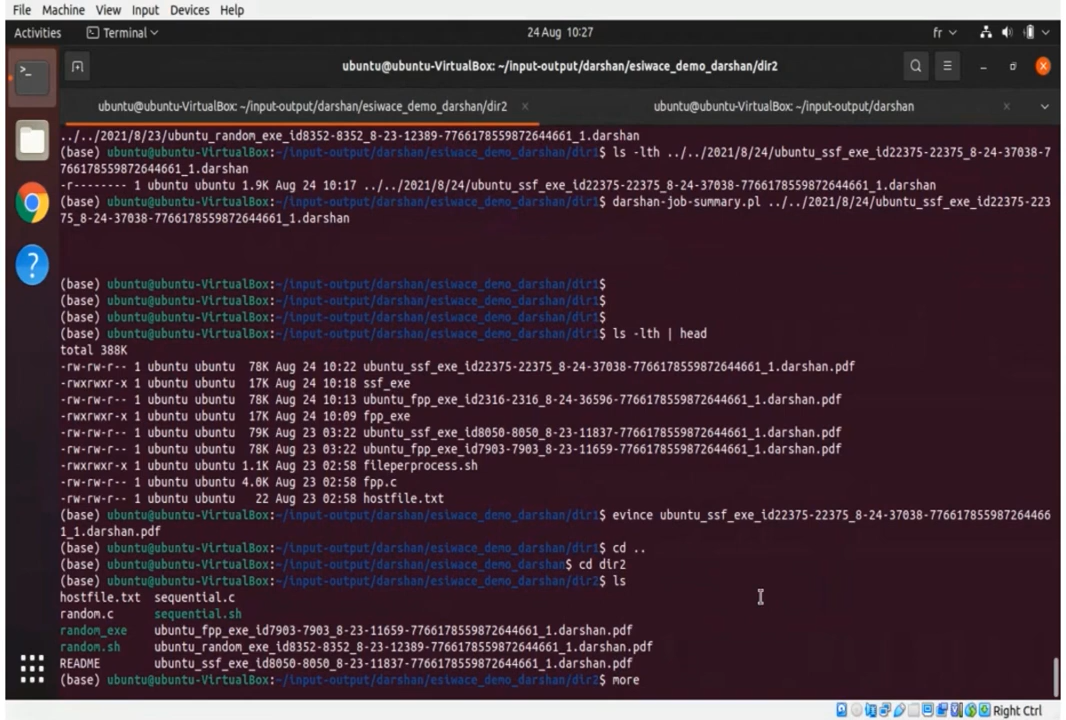 File Machine View Input Devices Help
Activities Terminal 24 Aug 10:27 fr
ubuntu@ubuntu-VirtualBox: ~/input-output/darshan/esiwace_demo_darshan/dir2
ubuntu@ubuntu-VirtualBox: ~/input-output/darshan/esiwace_demo_darshan/dir2 × ubuntu@ubuntu-VirtualBox: ~/input-output/darshan ×
../../2021/8/23/ubuntu_random_exe_id8352-8352_8-23-12389-7766178559872644661_1.darshan
(base) ubuntu@ubuntu-VirtualBox:~/input-output/darshan/esiwace_demo_darshan/dir1$ ls -lth ../../2021/8/24/ubuntu_ssf_exe_id22375-22375_8-24-37038-7
766178559872644661_1.darshan
-r-------- 1 ubuntu ubuntu 1.9K Aug 24 10:17 ../../2021/8/24/ubuntu_ssf_exe_id22375-22375_8-24-37038-7766178559872644661_1.darshan
(base) ubuntu@ubuntu-VirtualBox:~/input-output/darshan/esiwace_demo_darshan/dir1$ darshan-job-summary.pl ../../2021/8/24/ubuntu_ssf_exe_id22375-223
75_8-24-37038-7766178559872644661_1.darshan
(base) ubuntu@ubuntu-VirtualBox:~/input-output/darshan/esiwace_demo_darshan/dir1$
(base) ubuntu@ubuntu-VirtualBox:~/input-output/darshan/esiwace_demo_darshan/dir1$
(base) ubuntu@ubuntu-VirtualBox:~/input-output/darshan/esiwace_demo_darshan/dir1$
(base) ubuntu@ubuntu-VirtualBox:~/input-output/darshan/esiwace_demo_darshan/dir1$ ls -lth | head
total 388K
-rw-rw-r-- 1 ubuntu ubuntu 78K Aug 24 10:22 ubuntu_ssf_exe_id22375-22375_8-24-37038-7766178559872644661_1.darshan.pdf
-rwxrwxr-x 1 ubuntu ubuntu 17K Aug 24 10:18 ssf_exe
-rw-rw-r-- 1 ubuntu ubuntu 78K Aug 24 10:13 ubuntu_fpp_exe_id2316-2316_8-24-36596-7766178559872644661_1.darshan.pdf
-rwxrwxr-x 1 ubuntu ubuntu 17K Aug 24 10:09 fpp_exe
-rw-rw-r-- 1 ubuntu ubuntu 79K Aug 23 03:22 ubuntu_ssf_exe_id8050-8050_8-23-11837-7766178559872644661_1.darshan.pdf
-rw-rw-r-- 1 ubuntu ubuntu 78K Aug 23 03:22 ubuntu_fpp_exe_id7903-7903_8-23-11659-7766178559872644661_1.darshan.pdf
-rwxrwxr-x 1 ubuntu ubuntu 1.1K Aug 23 02:58 fileperprocess.sh
-rw-rw-r-- 1 ubuntu ubuntu 4.0K Aug 23 02:58 fpp.c
-rw-rw-r-- 1 ubuntu ubuntu 22 Aug 23 02:58 hostfile.txt
(base) ubuntu@ubuntu-VirtualBox:~/input-output/darshan/esiwace_demo_darshan/dir1$ evince ubuntu_ssf_exe_id22375-22375_8-24-37038-776617855987264466
1_1.darshan.pdf
(base) ubuntu@ubuntu-VirtualBox:~/input-output/darshan/esiwace_demo_darshan/dir1$ cd ..
(base) ubuntu@ubuntu-VirtualBox:~/input-output/darshan/esiwace_demo_darshan$ cd dir2
(base) ubuntu@ubuntu-VirtualBox:~/input-output/darshan/esiwace_demo_darshan/dir2$ ls
hostfile.txt sequential.c
random.c sequential.sh
random_exe ubuntu_fpp_exe_id7903-7903_8-23-11659-7766178559872644661_1.darshan.pdf
random.sh ubuntu_random_exe_id8352-8352_8-23-12389-7766178559872644661_1.darshan.pdf
README ubuntu_ssf_exe_id8050-8050_8-23-11837-7766178559872644661_1.darshan.pdf
(base) ubuntu@ubuntu-VirtualBox:~/input-output/darshan/esiwace_demo_darshan/dir2$ more
Right Ctrl